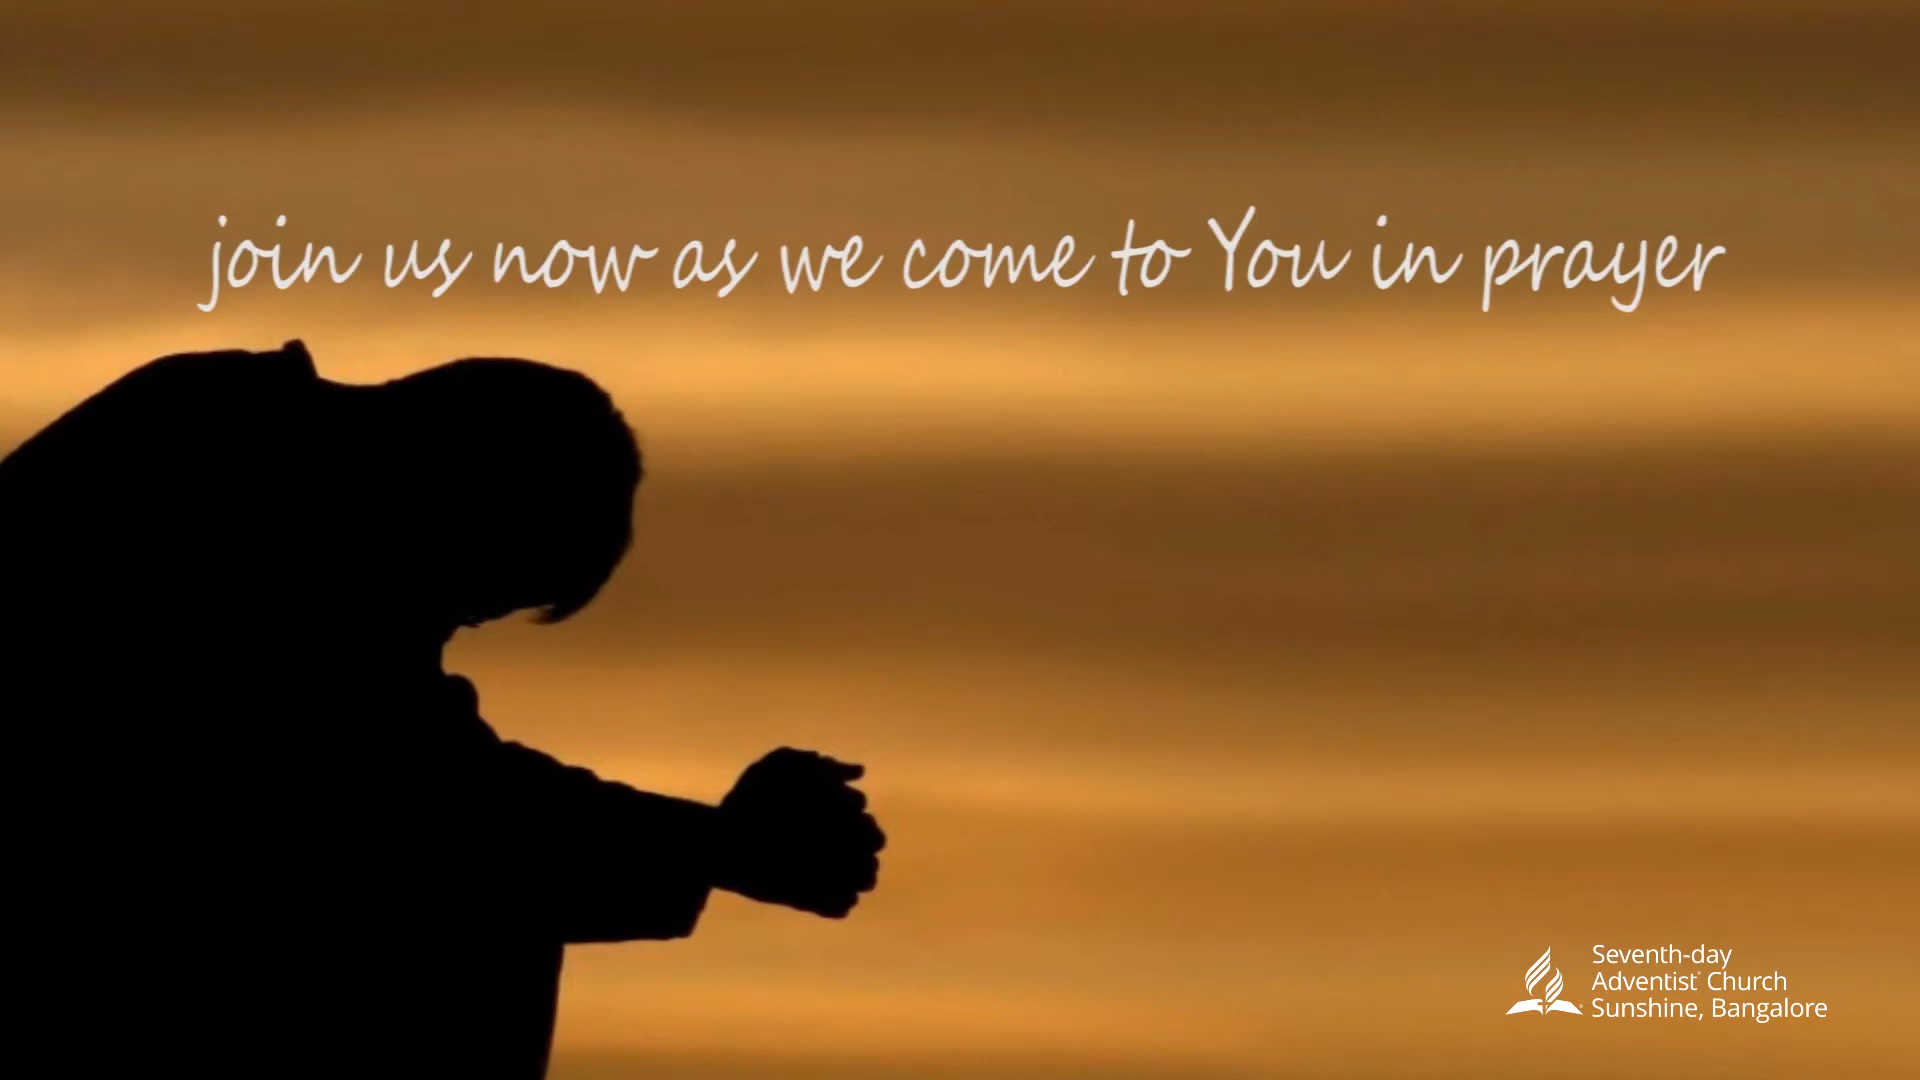 join us now as we come to You in prayer
Seventh-day
Adventist® Church
Sunshine, Bangalore